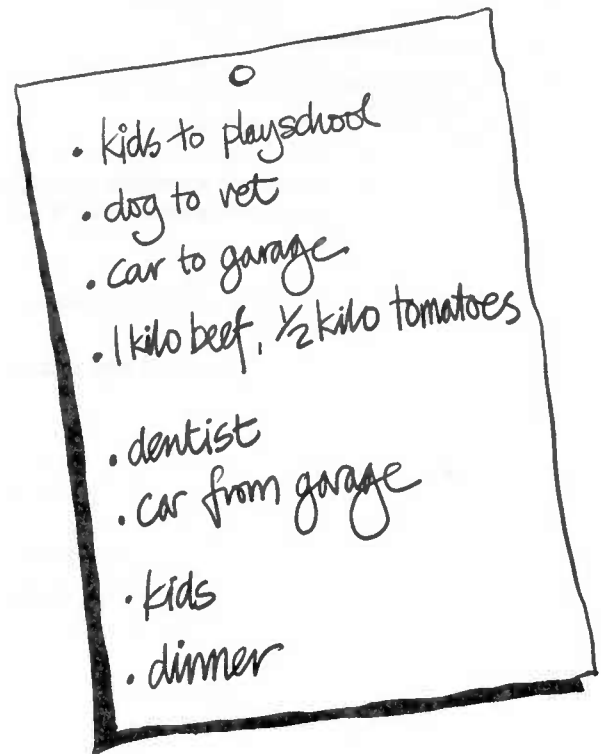 • kids to playschool
• dog to vet
• car to garage
• 1 kilo beef, ½ kilo tomatoes
• dentist
• car from garage
• kids
• dinner